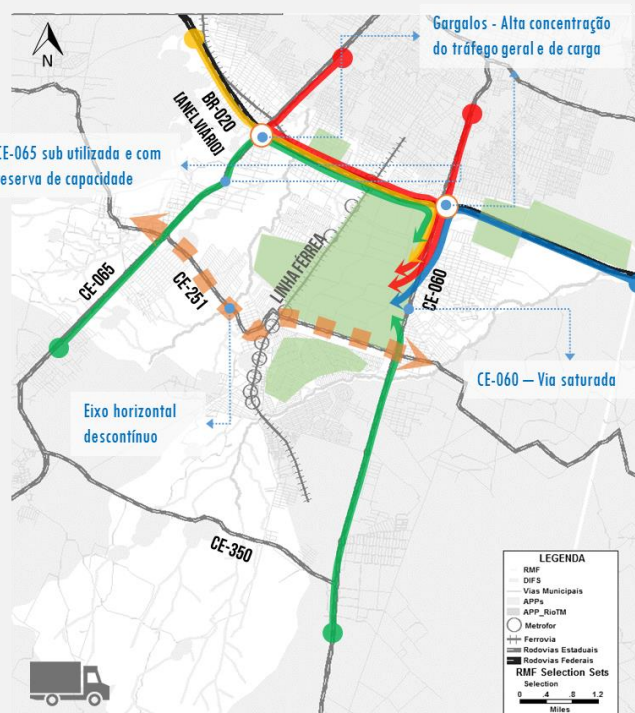 Gargalos - Alta concentração
do tráfego geral e de carga
N
BR-020
[ANEL VIÁRIO]
CE-065 sub utilizada e com
eserva de capacidade
LINHA FÉRREA
CE-060
CE-065
CE-251
CE-060 – Via saturada
Eixo horizontal
descontínuo
CE-350
LEGENDA
RMF
DIFS
Vias Municipais
APPs
APP_RioTM
Metrofor
Ferrovia
Rodovias Estaduais
Rodovias Federais
RMF Selection Sets
Selection
0 .4 .8 1.2
Miles